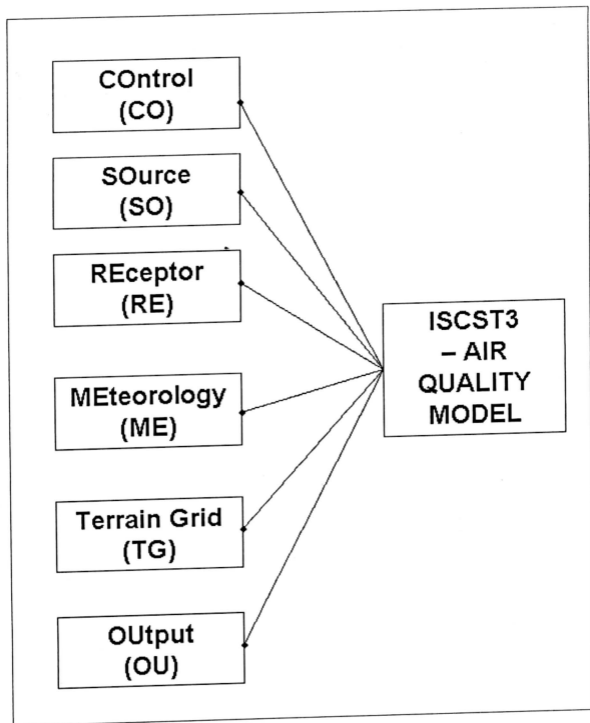 COntrol
(CO)
SOurce
(SO)
REceptor
(RE)
MEteorology
(ME)
Terrain Grid
(TG)
OUtput
(OU)
ISCST3
– AIR
QUALITY
MODEL